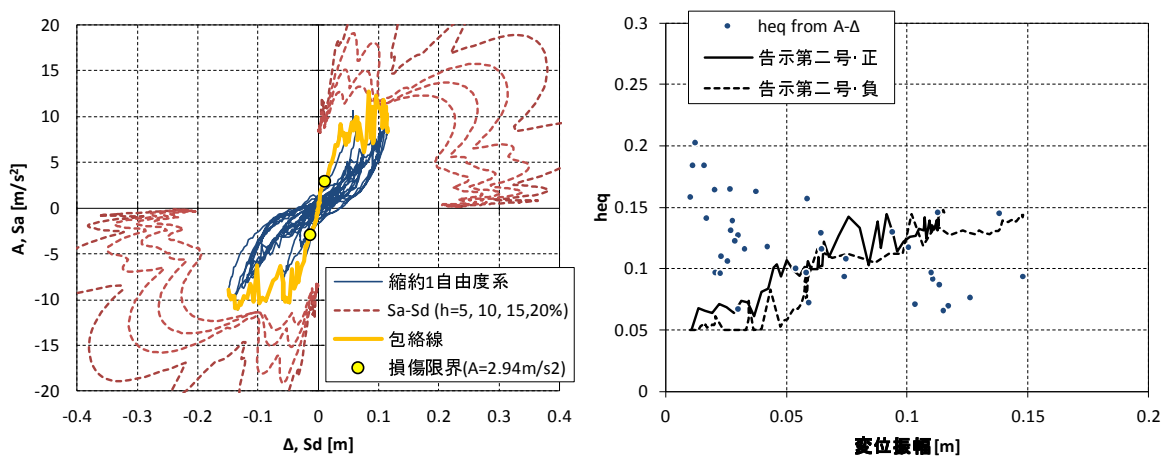 20
15
10
5
0
-5
-10
-15
-20
A, Sa [m/s²]
-0.4
-0.3
-0.2
-0.1
0
0.1
0.2
0.3
0.4
Δ, Sd [m]
縮約1自由度系
Sa-Sd (h=5, 10, 15,20%)
包絡線
損傷限界(A=2.94m/s2)
0.3
0.25
0.2
0.15
0.1
0.05
0
heq
0
0.05
0.1
0.15
0.2
変位振幅[m]
heq from A-Δ
告示第二号・正
告示第二号・負